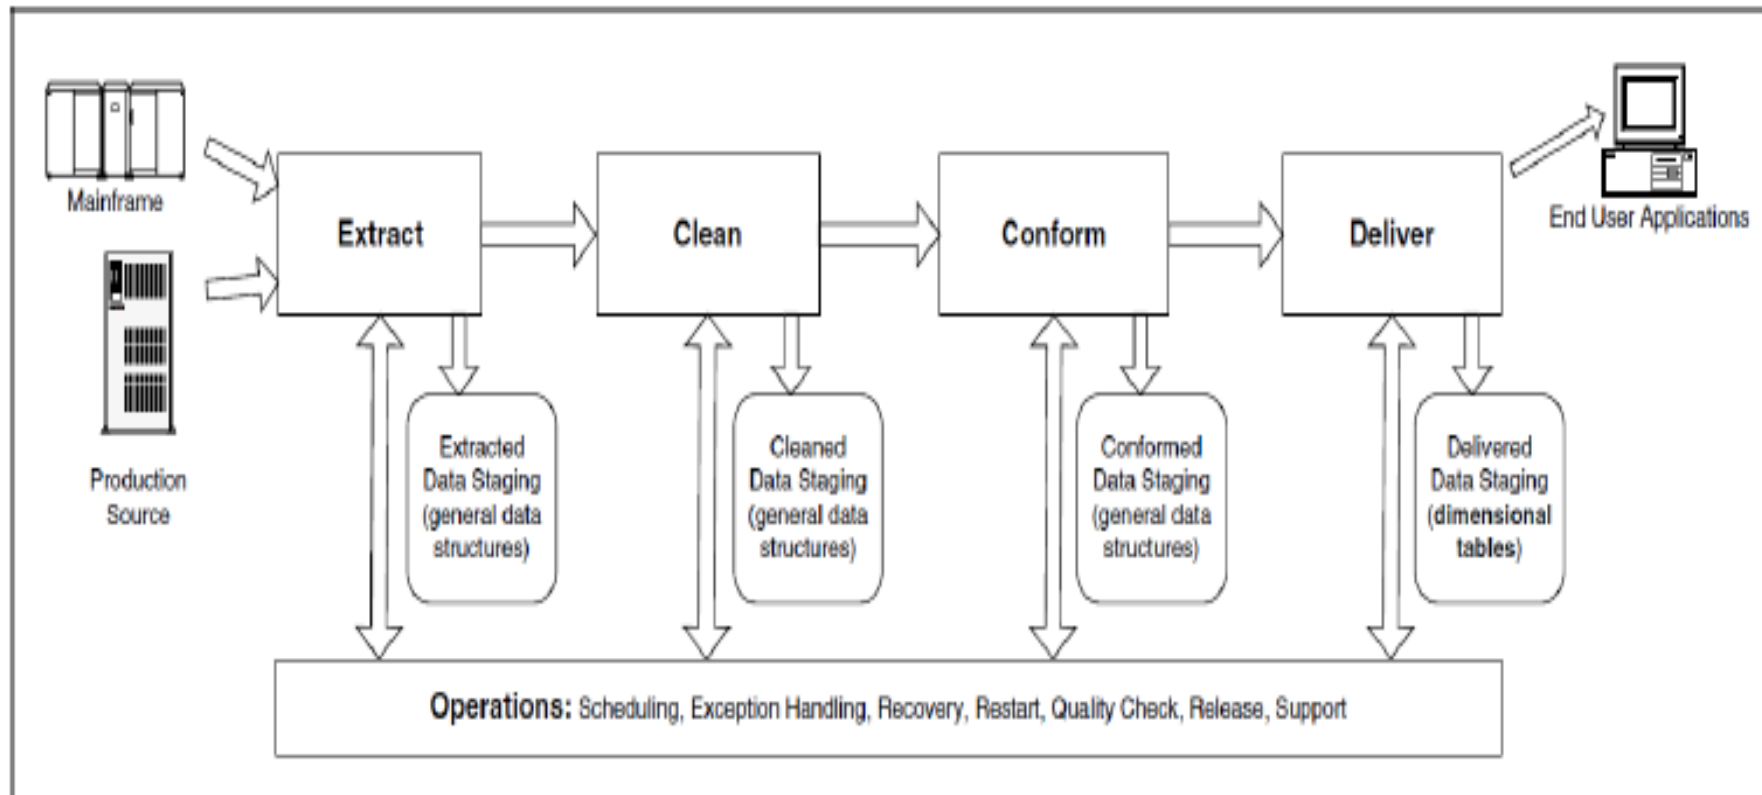 Mainframe
Production
Source
Extract
Clean
Conform
Deliver
End User Applications
Extracted
Data Staging
(general data
structures)
Cleaned
Data Staging
(general data
structures)
Conformed
Data Staging
(general data
structures)
Delivered
Data Staging
(dimensional
tables)
Operations: Scheduling, Exception Handling, Recovery, Restart, Quality Check, Release, Support